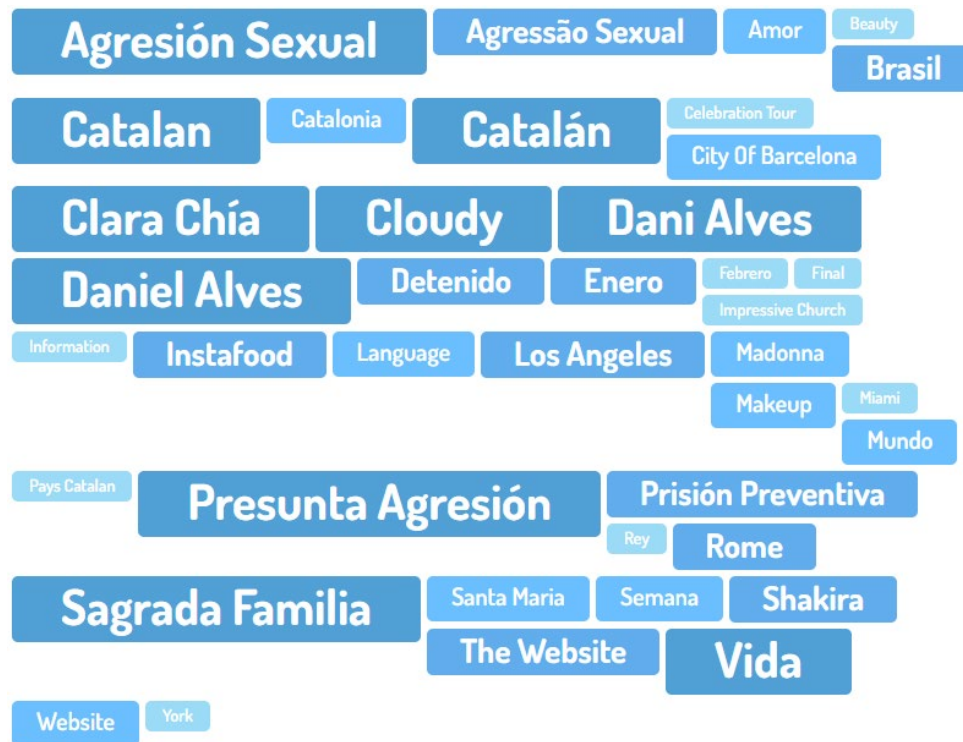 Agresión Sexual Agressão Sexual Amor Beauty
Brasil
Catalan Catalonia Catalán Celebration Tour
City Of Barcelona
Clara Chía Cloudy Dani Alves
Daniel Alves Detenido Enero Febrero Final
Impressive Church
Information Instafood Language Los Angeles Madonna
Makeup Miami
Mundo
Pays Catalan Presunta Agresión Prisión Preventiva
Rey Rome
Sagrada Familia Santa Maria Semana Shakira
The Website Vida
Website York